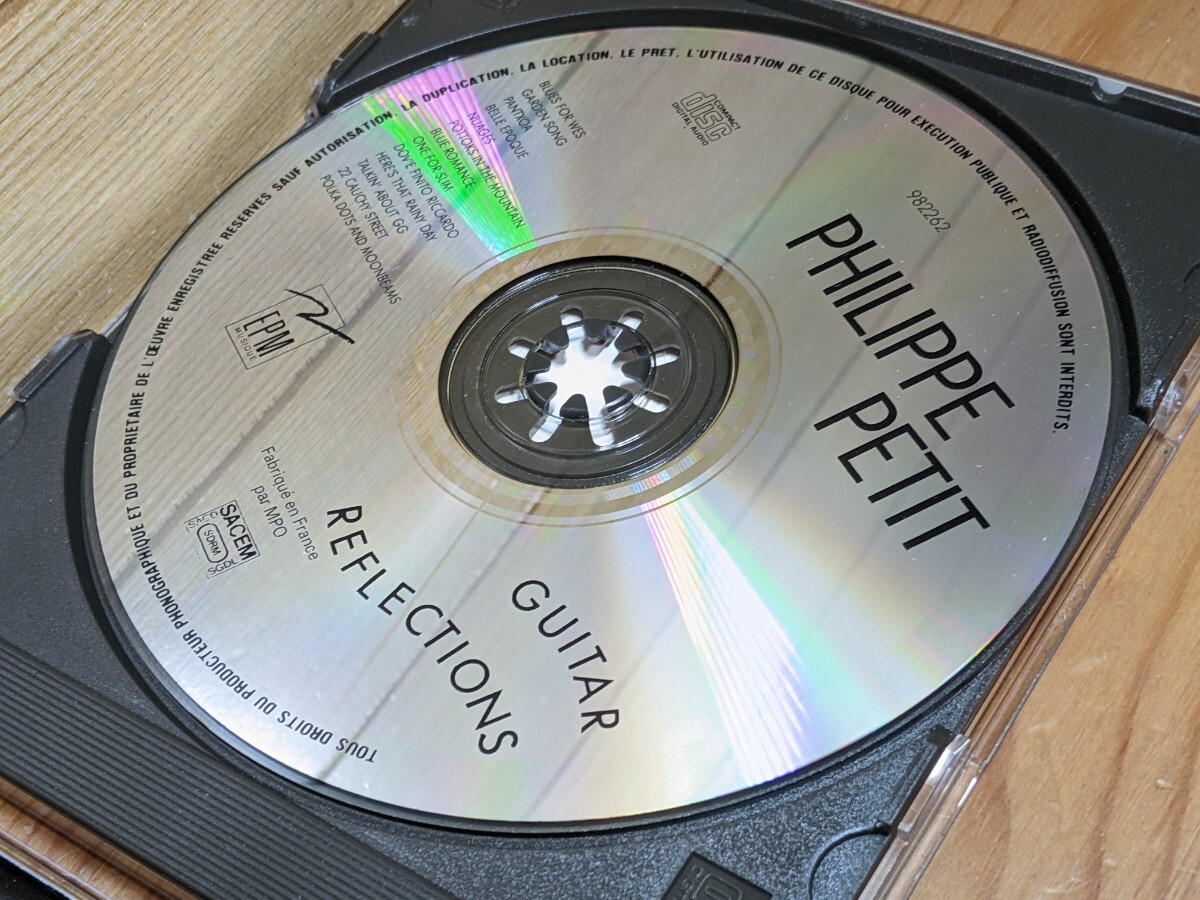 PHILIPPE
PETIT
982262
COMPACT
disc
DIGITAL AUDIO
BLUES FOR WES
GARDEN SONG
PANTXOA
BELLE EPOQUE
NUAGES
POTTOKS IN THE MOUNTAIN
BLUE ROMANCE
ONE FOR SLIM
DOV'E FINITO RICCARDO
HERE'S THAT RAINY DAY
TALKIN' ABOUT GO
22 CAUCHY STREET
POLKA DOTS AND MOONBEAMS
EPM
MUSIQUE
Fabriqué en France
par MPO
SACEM
SACD
SDRM
SGDL
GUITAR
REFLECTIONS
TOUS DROITS DU PRODUCTEUR PHONOGRAPHIQUE ET DU PROPRIETAIRE DE L'ŒUVRE ENREGISTREE RESERVES SAUF AUTORISATION. LA DUPLICATION. LA LOCATION. LE PRET. L'UTILISATION DE CE DISQUE POUR EXECUTION PUBLIQUE ET RADIODIFFUSION SONT INTERDITS.